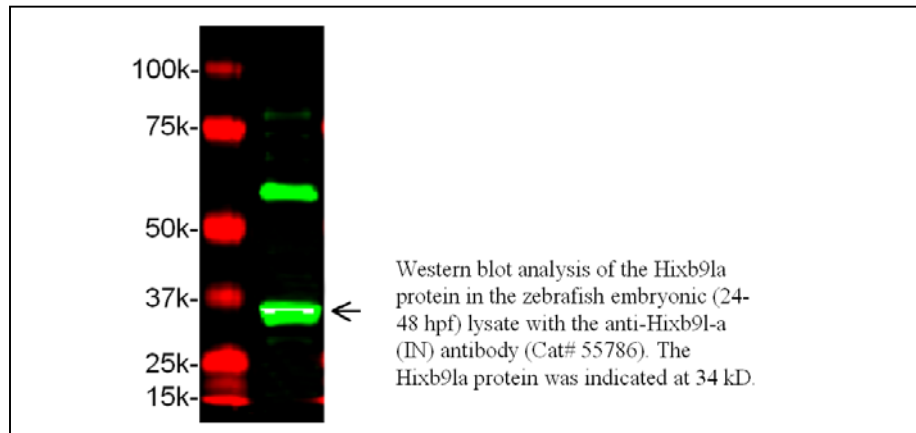 100k-
75k-
50k-
37k-
25k-
15k-
Western blot analysis of the Hixb9la
protein in the zebrafish embryonic (24-
48 hpf) lysate with the anti-Hixb9l-a
(IN) antibody (Cat# 55786). The
Hixb9la protein was indicated at 34 kD.